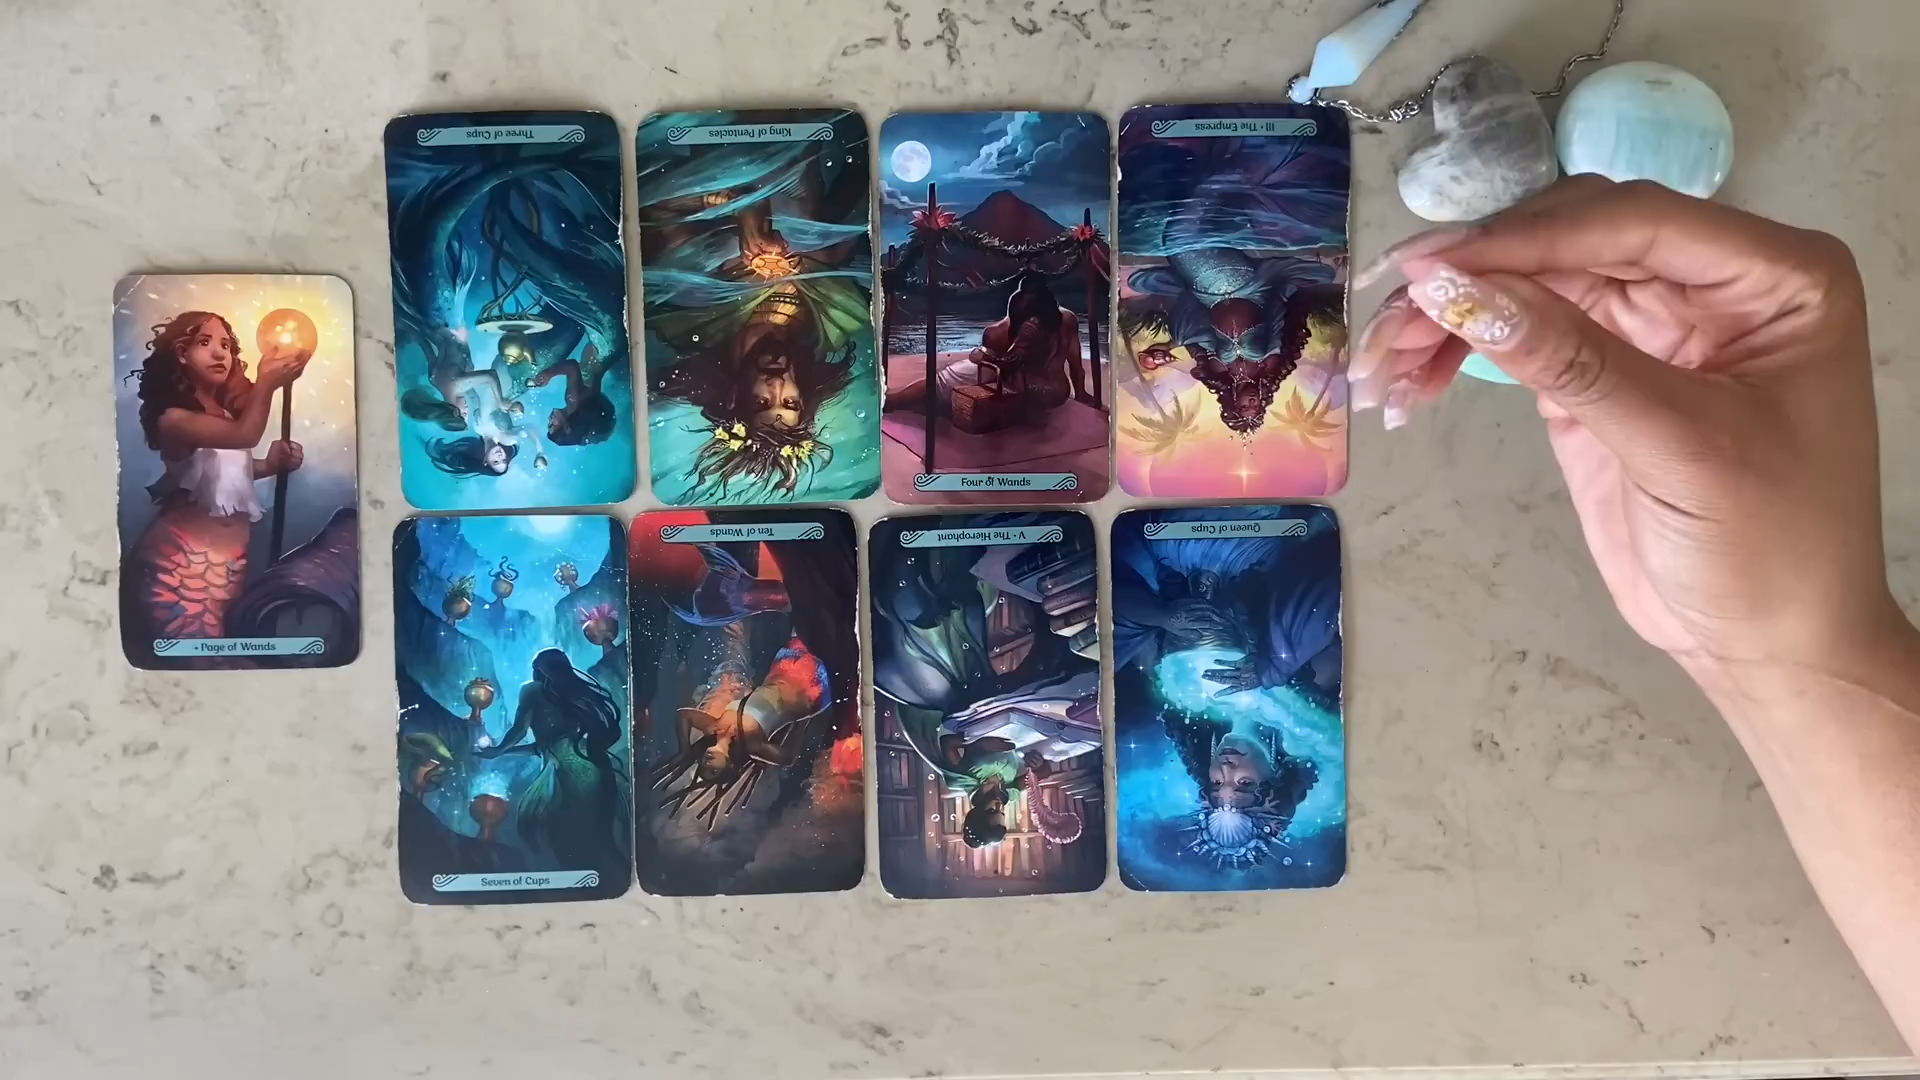 Three of Cups
King of Pentacles
Four of Wands
III • The Empress
Page of Wands
Seven of Cups
Ten of Wands
V • The Hierophant
Queen of Cups